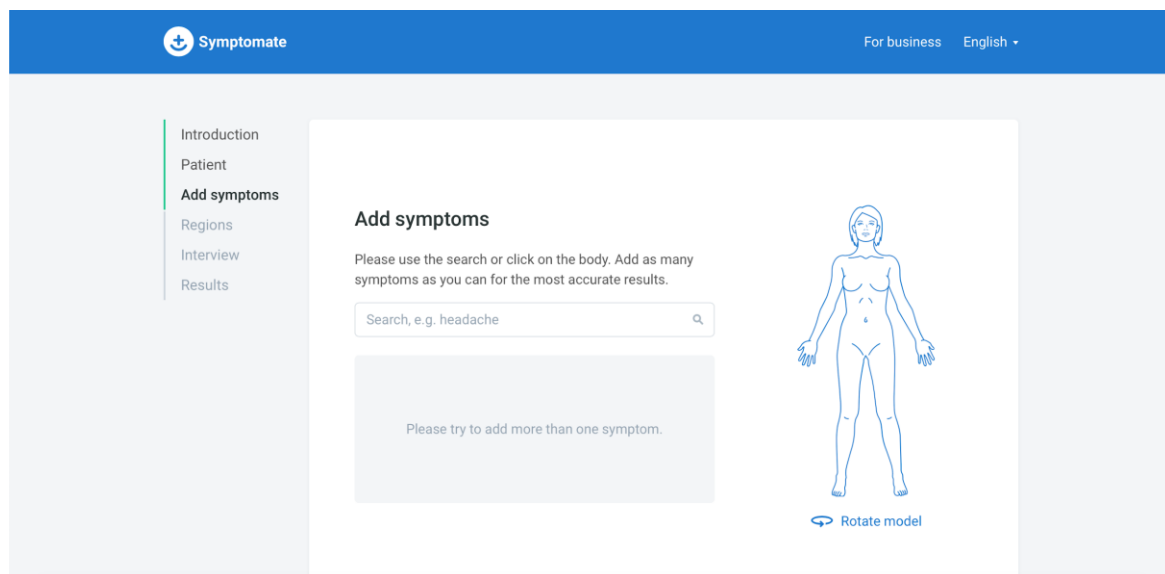 Symptomate
For business English
Introduction
Patient
Add symptoms
Regions
Interview
Results
Add symptoms
Please use the search or click on the body. Add as many
symptoms as you can for the most accurate results.
Search, e.g. headache
Please try to add more than one symptom.
Rotate model